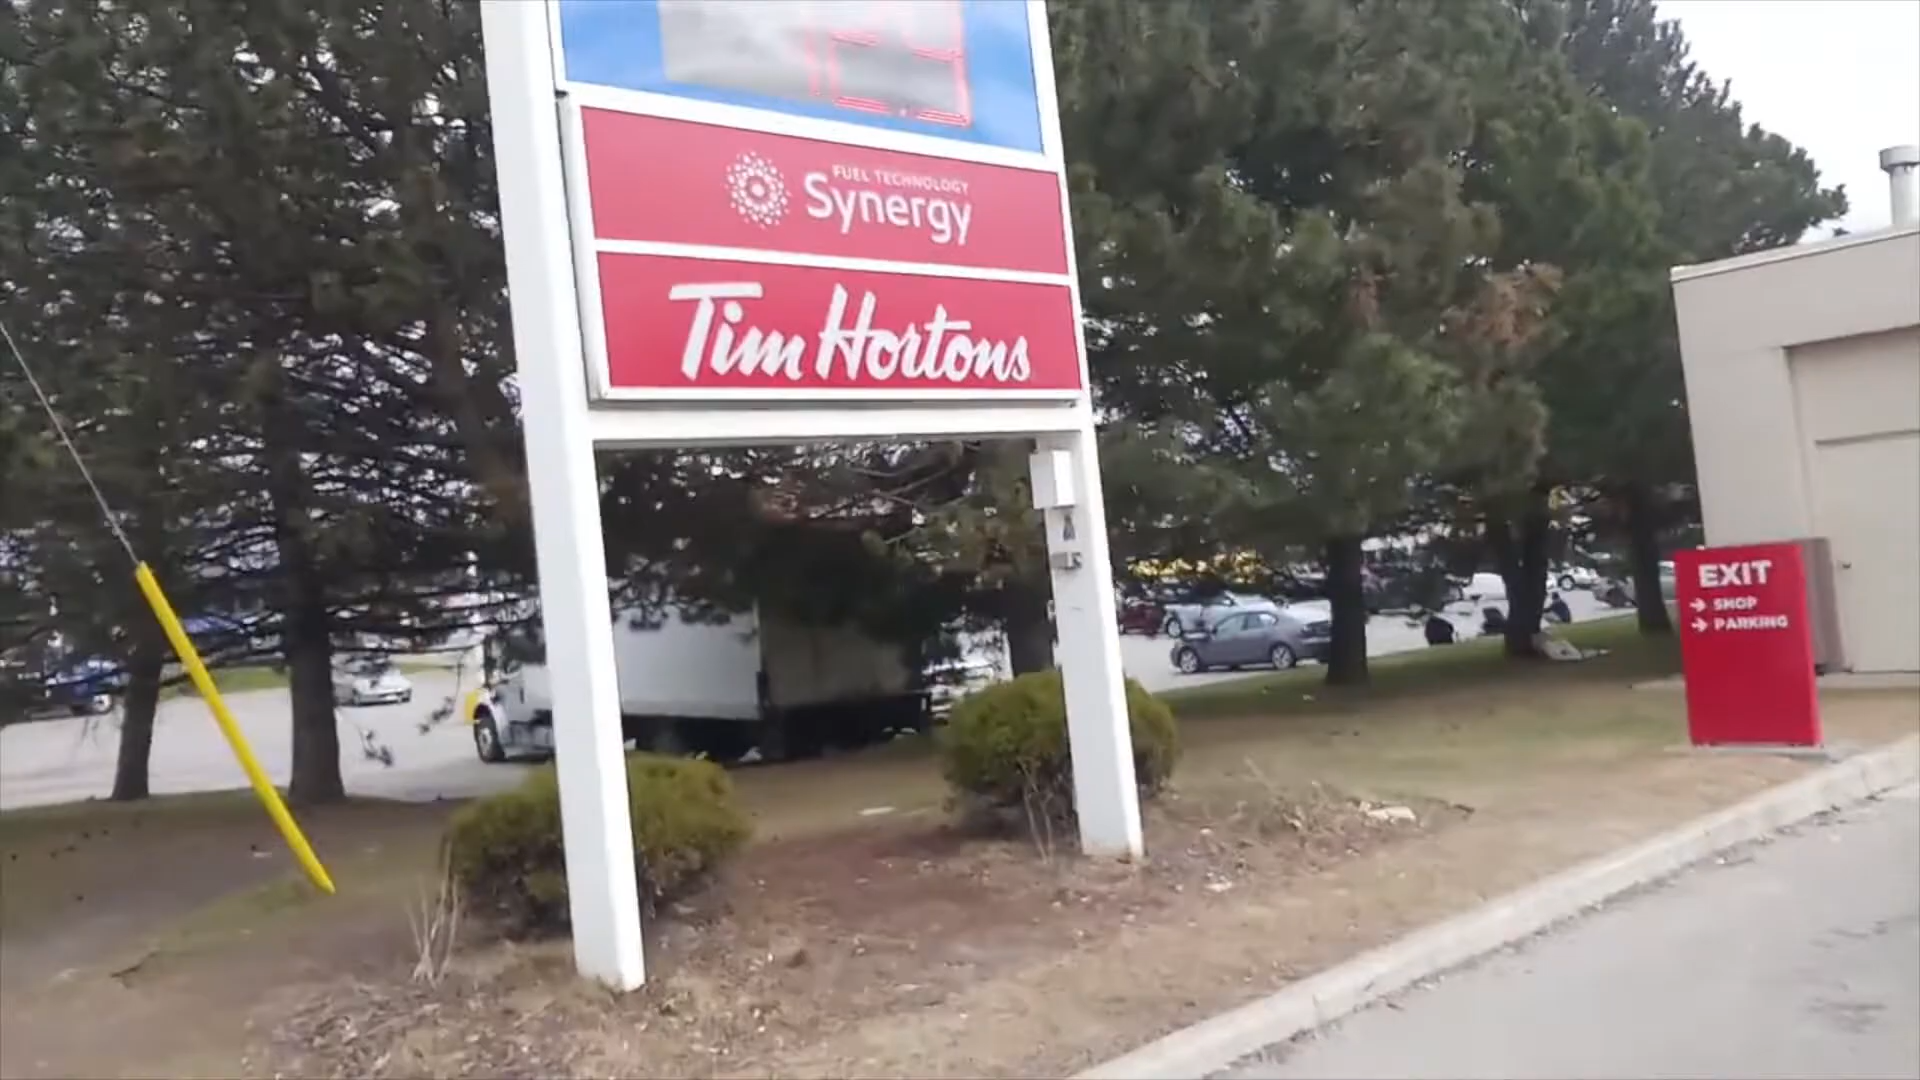 FUEL TECHNOLOGY
Synergy
Tim Hortons
EXIT
→ SHOP
→ PARKING